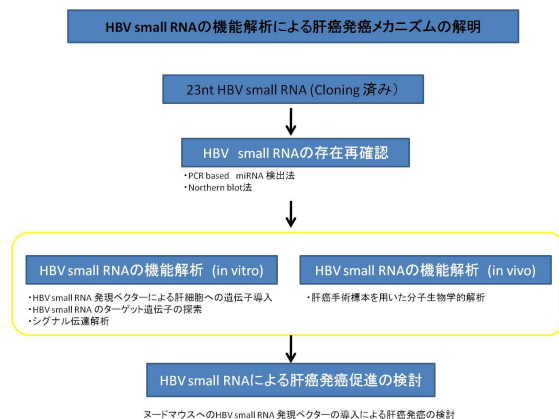 HBV small RNAの機能解析による肝癌発癌メカニズムの解明
23nt HBV small RNA (Cloning 済み）
HBV small RNAの存在再確認
・PCR based miRNA 検出法
・Northern blot法
HBV small RNAの機能解析 (in vitro)
・HBV small RNA 発現ベクターによる肝細胞への遺伝子導入
・HBV small RNA のターゲット遺伝子の探索
・シグナル伝達解析
HBV small RNAの機能解析 (in vivo)
・肝癌手術標本を用いた分子生物学的解析
HBV small RNAによる肝癌発癌促進の検討
ヌードマウスへのHBV small RNA 発現ベクターの導入による肝癌発癌の検討